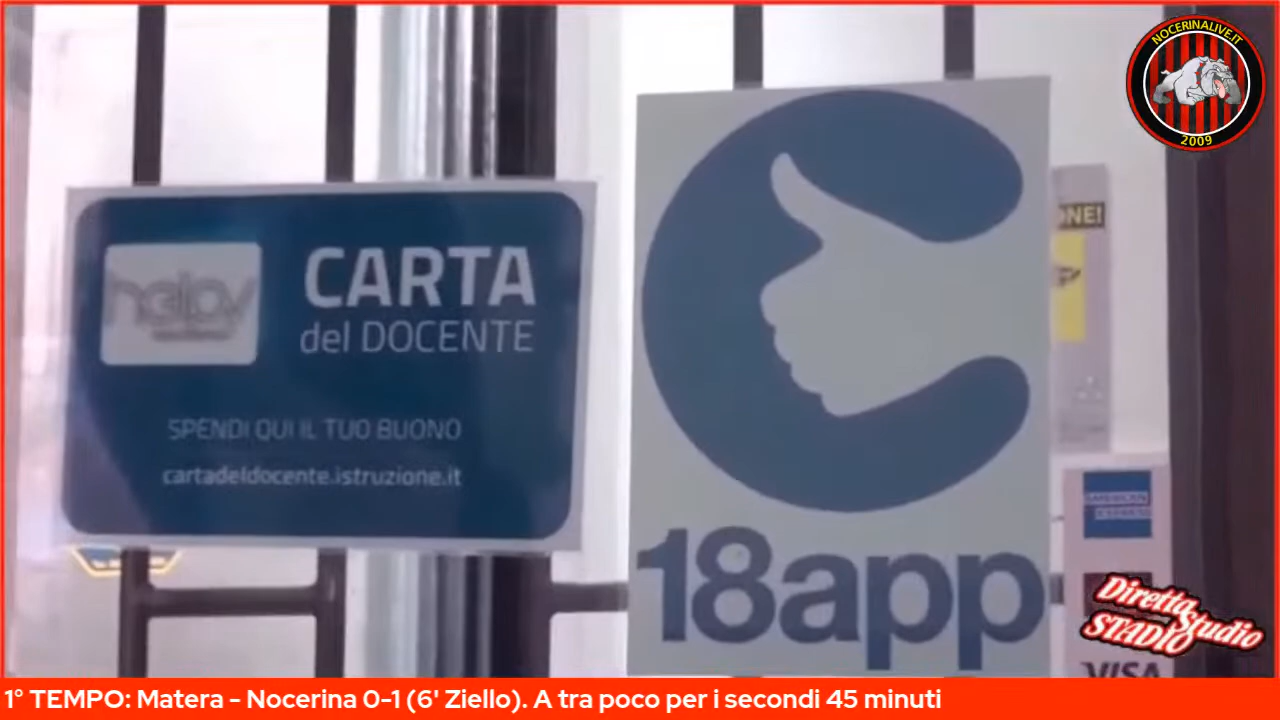 NOCERINALIVE.IT
2009
CARTA
del DOCENTE
SPENDI QUI IL TUO BUONO
cartadeldocente.istruzione.it
18app
ONE!
AMERICAN
EXPRESS
VISA
Diretta
Studio
STADIO
1° TEMPO: Matera - Nocerina 0-1 (6' Ziello). A tra poco per i secondi 45 minuti